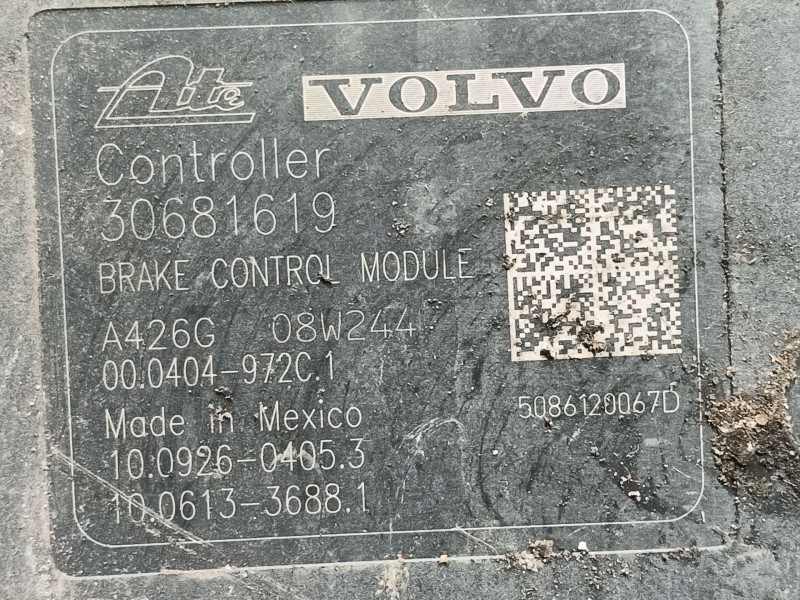 Ate VOLVO
Controller
30681619
BRAKE CONTROL MODULE
A426G 08W244
00.0404-972C.1
Made in Mexico
5086120067D
10.0926-0405.3
10.0613-3688.1